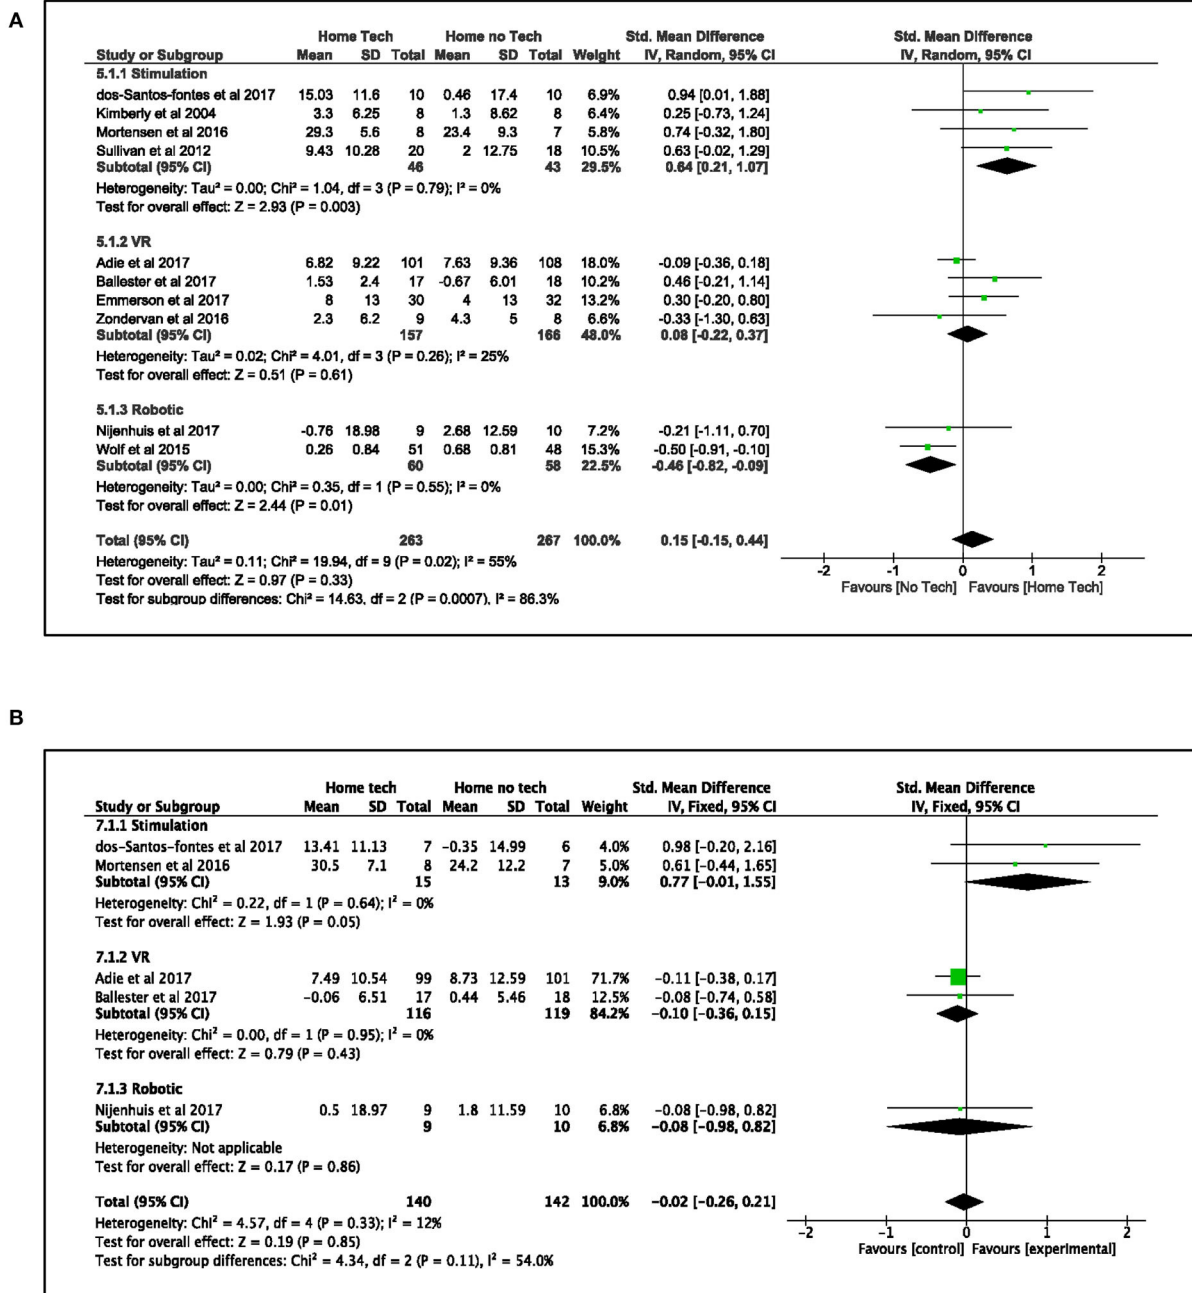 A
Home Tech Home no Tech Std. Mean Difference Std. Mean Difference
Study or Subgroup Mean SD Total Mean SD Total Weight IV, Random, 95% CI IV, Random, 95% CI
5.1.1 Stimulation
dos-Santos-fontes et al 2017 15.03 11.6 10 0.46 17.4 10 6.9% 0.94 [0.01, 1.88]
Kimberly et al 2004 3.3 6.25 8 1.3 8.62 8 6.4% 0.25 [-0.73, 1.24]
Mortensen et al 2016 29.3 5.6 8 23.4 9.3 7 5.8% 0.74 [-0.32, 1.80]
Sullivan et al 2012 9.43 10.28 20 2 12.75 18 10.5% 0.63 [-0.02, 1.29]
Subtotal (95% CI) 46 43 29.5% 0.64 [0.21, 1.07]
Heterogeneity: Tau² = 0.00; Chi² = 1.04, df = 3 (P = 0.79); I² = 0%
Test for overall effect: Z = 2.93 (P = 0.003)
5.1.2 VR
Adie et al 2017 6.82 9.22 101 7.63 9.36 108 18.0% -0.09 [-0.36, 0.18]
Ballester et al 2017 1.53 2.4 17 -0.67 6.01 18 10.2% 0.46 [-0.21, 1.14]
Emmerson et al 2017 8 13 30 4 13 32 13.2% 0.30 [-0.20, 0.80]
Zondervan et al 2016 2.3 6.2 9 4.3 5 8 6.6% -0.33 [-1.30, 0.63]
Subtotal (95% CI) 157 166 48.0% 0.08 [-0.22, 0.37]
Heterogeneity: Tau² = 0.02; Chi² = 4.01, df = 3 (P = 0.26); I² = 25%
Test for overall effect: Z = 0.51 (P = 0.61)
5.1.3 Robotic
Nijenhuis et al 2017 -0.76 18.98 9 2.68 12.59 10 7.2% -0.21 [-1.11, 0.70]
Wolf et al 2015 0.26 0.84 51 0.68 0.81 48 15.3% -0.50 [-0.91, -0.10]
Subtotal (95% CI) 60 58 22.5% -0.46 [-0.82, -0.09]
Heterogeneity: Tau² = 0.00; Chi² = 0.35, df = 1 (P = 0.55); I² = 0%
Test for overall effect: Z = 2.44 (P = 0.01)
Total (95% CI) 263 267 100.0% 0.15 [-0.15, 0.44]
Heterogeneity: Tau² = 0.11; Chi² = 19.94, df = 9 (P = 0.02); I² = 55%
Test for overall effect: Z = 0.97 (P = 0.33)
Test for subgroup differences: Chi² = 14.63, df = 2 (P = 0.0007), I² = 86.3%
-2 -1 0 1 2
Favours [No Tech] Favours [Home Tech]
B
Home tech Home no tech Std. Mean Difference Std. Mean Difference
Study or Subgroup Mean SD Total Mean SD Total Weight IV, Fixed, 95% CI IV, Fixed, 95% CI
7.1.1 Stimulation
dos-Santos-fontes et al 2017 13.41 11.13 7 -0.35 14.99 6 4.0% 0.98 [-0.20, 2.16]
Mortensen et al 2016 30.5 7.1 8 24.2 12.2 7 5.0% 0.61 [-0.44, 1.65]
Subtotal (95% CI) 15 13 9.0% 0.77 [-0.01, 1.55]
Heterogeneity: Chi² = 0.22, df = 1 (P = 0.64); I² = 0%
Test for overall effect: Z = 1.93 (P = 0.05)
7.1.2 VR
Adie et al 2017 7.49 10.54 99 8.73 12.59 101 71.7% -0.11 [-0.38, 0.17]
Ballester et al 2017 -0.06 6.51 17 0.44 5.46 18 12.5% -0.08 [-0.74, 0.58]
Subtotal (95% CI) 116 119 84.2% -0.10 [-0.36, 0.15]
Heterogeneity: Chi² = 0.00, df = 1 (P = 0.95); I² = 0%
Test for overall effect: Z = 0.79 (P = 0.43)
7.1.3 Robotic
Nijenhuis et al 2017 0.5 18.97 9 1.8 11.59 10 6.8% -0.08 [-0.98, 0.82]
Subtotal (95% CI) 9 10 6.8% -0.08 [-0.98, 0.82]
Heterogeneity: Not applicable
Test for overall effect: Z = 0.17 (P = 0.86)
Total (95% CI) 140 142 100.0% -0.02 [-0.26, 0.21]
Heterogeneity: Chi² = 4.57, df = 4 (P = 0.33); I² = 12%
Test for overall effect: Z = 0.19 (P = 0.85)
Test for subgroup differences: Chi² = 4.34, df = 2 (P = 0.11), I² = 54.0%
-2 -1 0 1 2
Favours [control] Favours [experimental]